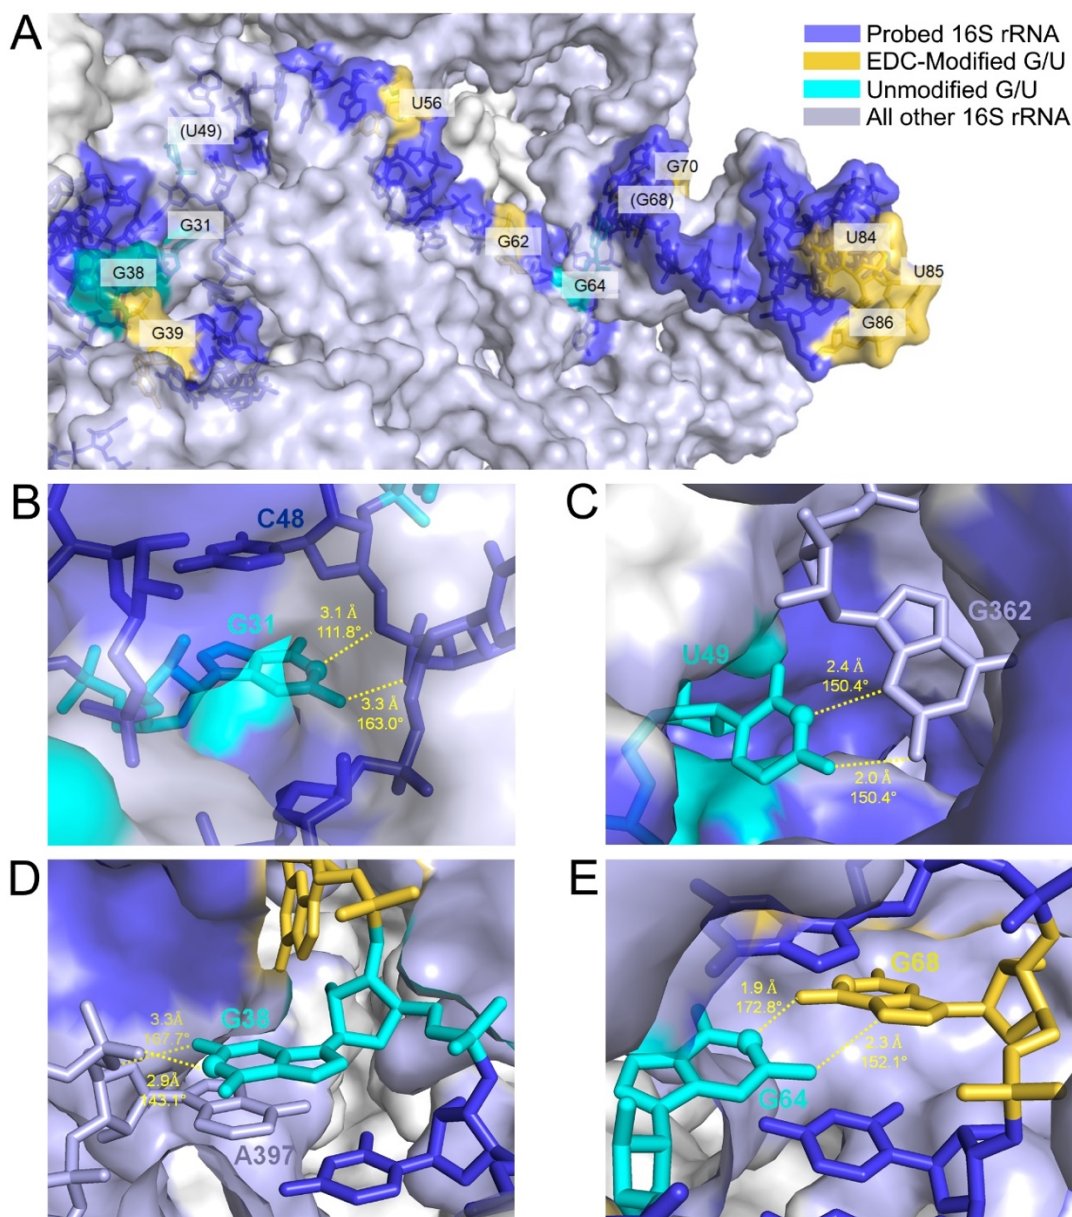 A
Probed 16S rRNA
EDC-Modified G/U
Unmodified G/U
All other 16S rRNA
U56
(U49)
G70
(G68)
G31
G62
U84
G38
G64
U85
G39
G86
B
C48
G31
3.1 Å
111.8°
3.3 Å
163.0°
C
G362
U49
2.4 Å
150.4°
2.0 Å
150.4°
D
G38
3.3Å
167.7°
2.9Å
143.1°
A397
E
G68
1.9 Å
172.8°
2.3 Å
152.1°
G64